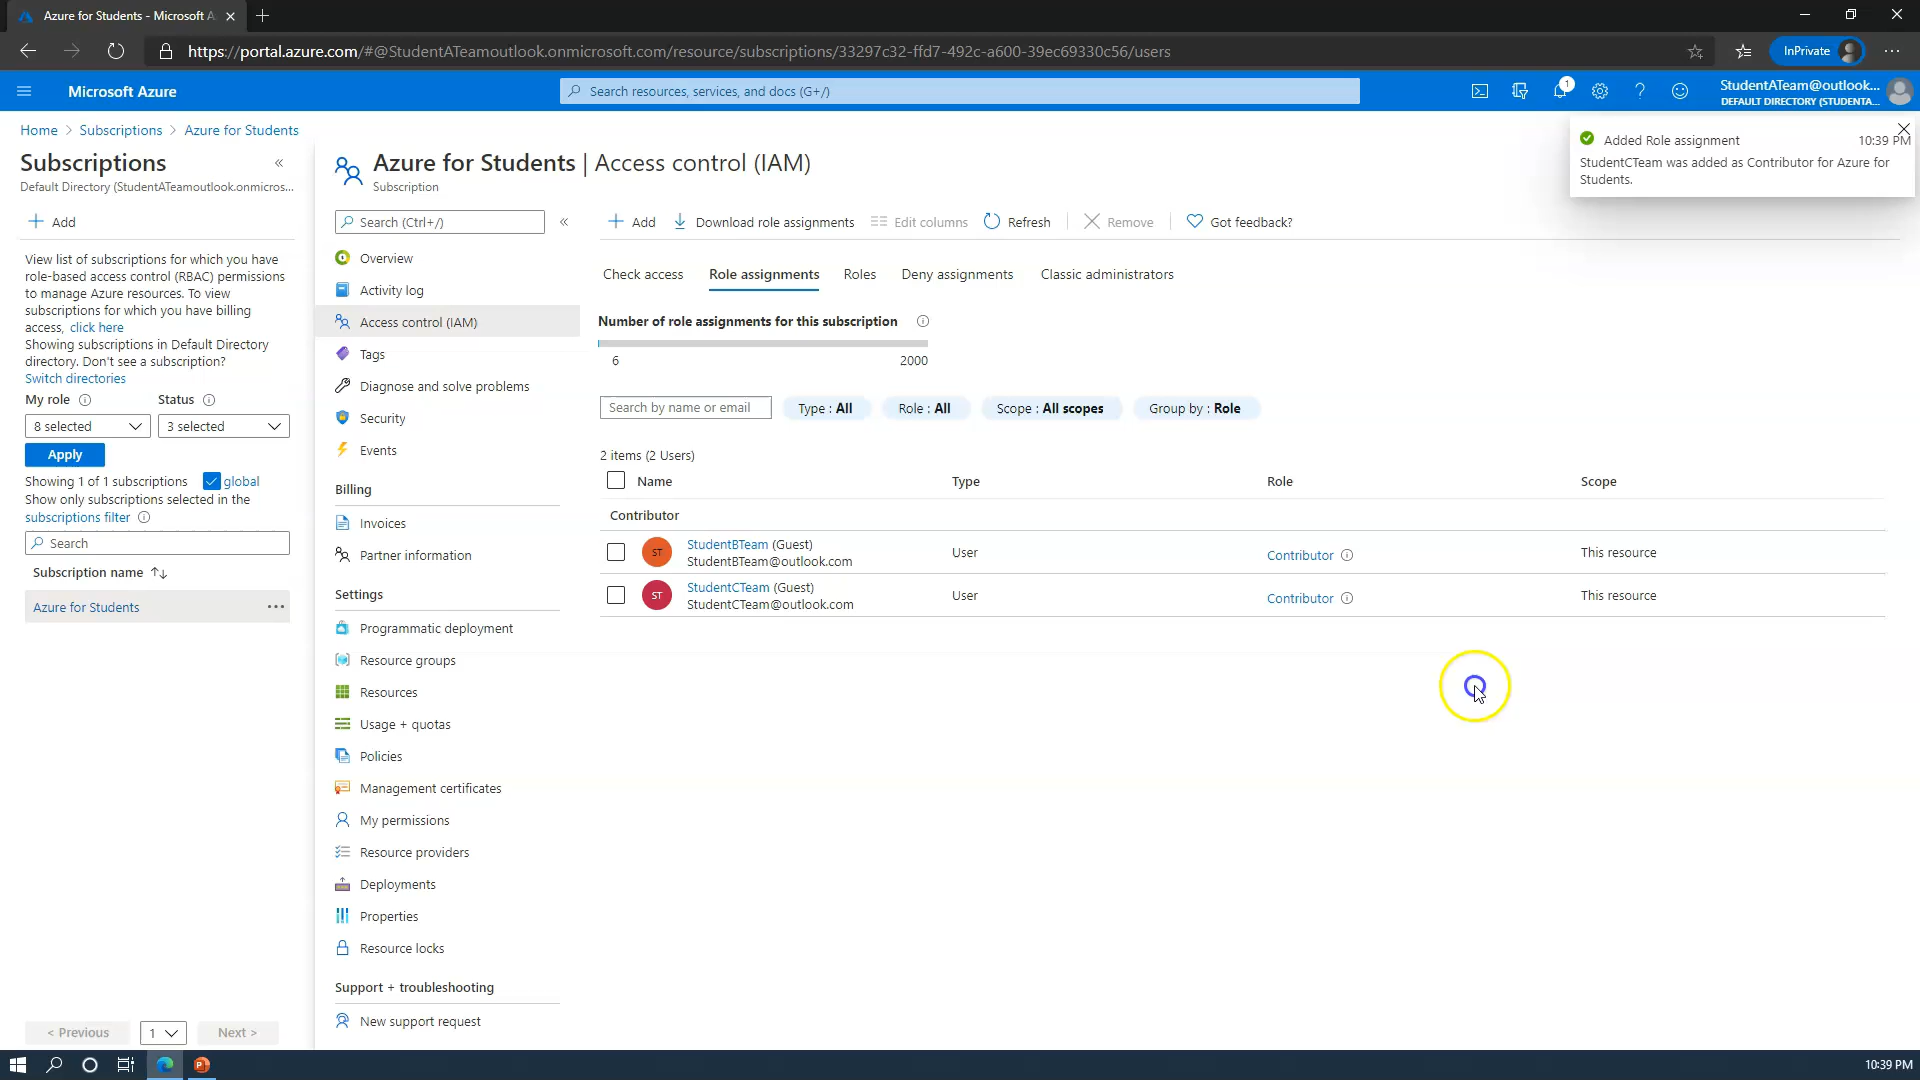 Azure for Students - Microsoft A
https://portal.azure.com/#@StudentATeamoutlook.onmicrosoft.com/resource/subscriptions/33297c32-ffd7-492c-a600-39ec69330c56/users
InPrivate
Microsoft Azure
Search resources, services, and docs (G+/)
1
StudentATeam@outlook...
DEFAULT DIRECTORY (STUDENTA...
Home > Subscriptions > Azure for Students
Added Role assignment 10:39 PM
StudentCTeam was added as Contributor for Azure for
Students.
Subscriptions
Default Directory (StudentATeamoutlook.onmicros...
Add
View list of subscriptions for which you have
role-based access control (RBAC) permissions
to manage Azure resources. To view
subscriptions for which you have billing
access, click here
Showing subscriptions in Default Directory
directory. Don't see a subscription?
Switch directories
My role Status
8 selected 3 selected
Apply
Showing 1 of 1 subscriptions global
Show only subscriptions selected in the
subscriptions filter
Search
Subscription name
Azure for Students ...
< Previous 1 Next >
Azure for Students | Access control (IAM)
Subscription
Search (Ctrl+/)
Overview
Activity log
Access control (IAM)
Tags
Diagnose and solve problems
Security
Events
Billing
Invoices
Partner information
Settings
Programmatic deployment
Resource groups
Resources
Usage + quotas
Policies
Management certificates
My permissions
Resource providers
Deployments
Properties
Resource locks
Support + troubleshooting
New support request
Add Download role assignments Edit columns Refresh Remove Got feedback?
Check access Role assignments Roles Deny assignments Classic administrators
Number of role assignments for this subscription
6 2000
Search by name or email Type : All Role : All Scope : All scopes Group by : Role
2 items (2 Users)
Name Type Role Scope
Contributor
ST StudentBTeam (Guest) User Contributor This resource
StudentBTeam@outlook.com
ST StudentCTeam (Guest) User Contributor This resource
StudentCTeam@outlook.com
10:39 PM